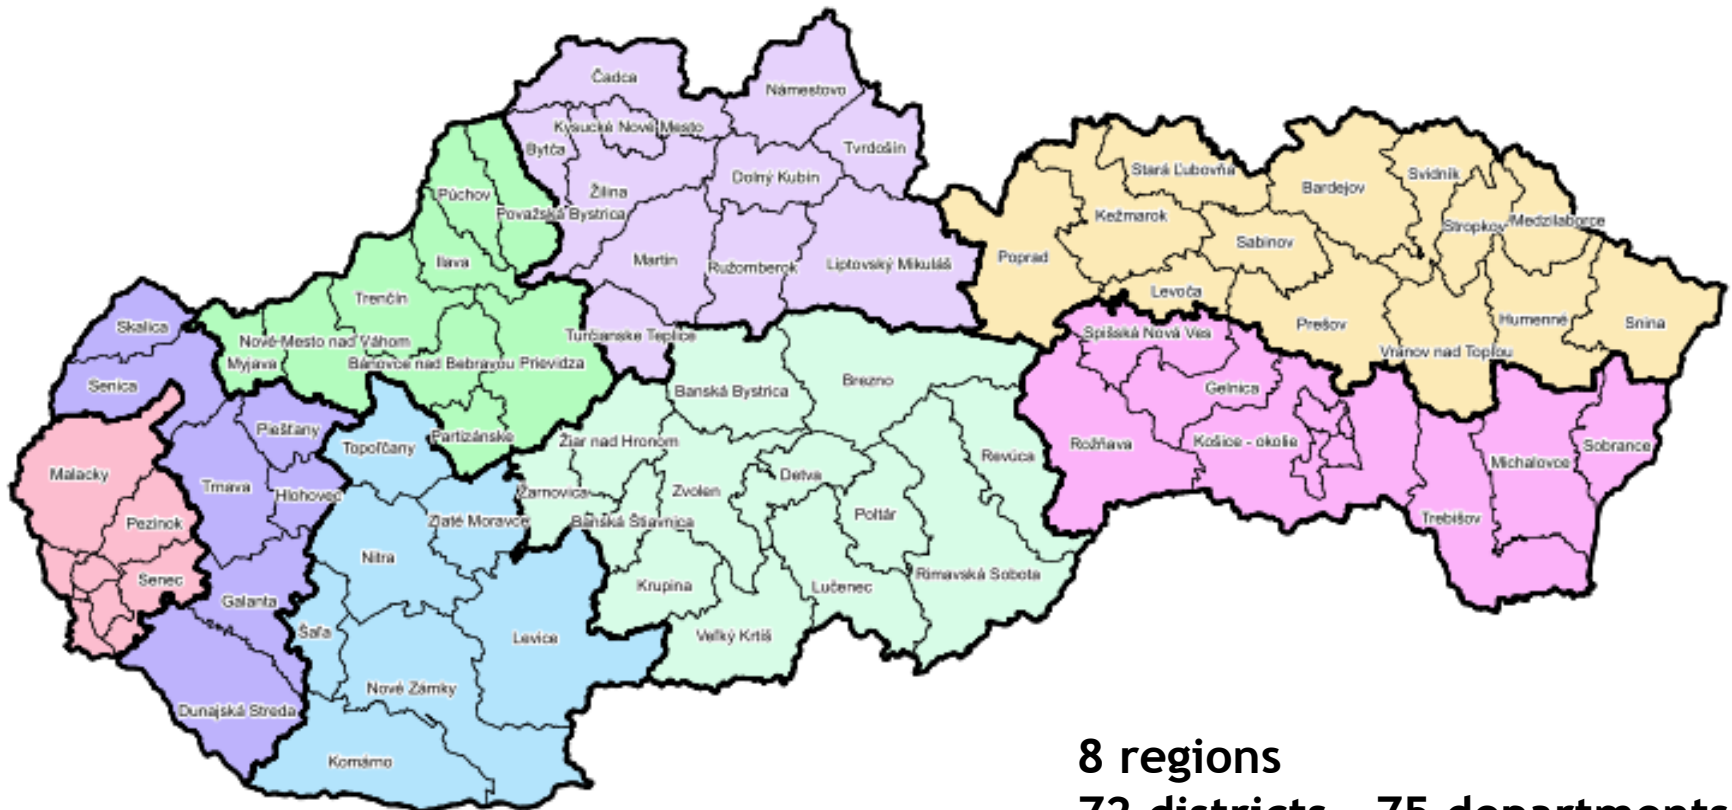 Čadca
Námestovo
Kysucké Nové Mesto
Bytča
Tvrdošín
Dolný Kubín
Žilina
Púchov
Považská Bystrica
Ilava
Martin
Ružomberok
Liptovský Mikuláš
Trenčín
Turčianske Teplice
Nové Mesto nad Váhom
Myjava
Bánovce nad Bebravou
Prievidza
Partizánske
Stará Ľubovňa
Bardejov
Svidník
Kežmarok
Stropkov
Medzilaborce
Sabinov
Poprad
Levoča
Prešov
Humenné
Snina
Vranov nad Topľou
Spišská Nová Ves
Gelnica
Rožňava
Košice - okolie
Michalovce
Sobrance
Trebišov
Skalica
Senica
Piešťany
Trnava
Hlohovec
Galanta
Dunajská Streda
Malacky
Pezinok
Senec
Topoľčany
Zlaté Moravce
Nitra
Šaľa
Levice
Nové Zámky
Komárno
Banská Bystrica
Brezno
Žiar nad Hronom
Revúca
Detva
Žarnovica
Zvolen
Banská Štiavnica
Poltár
Krupina
Lučenec
Rimavská Sobota
Veľký Krtíš
8 regions
72 districts – 75 departments